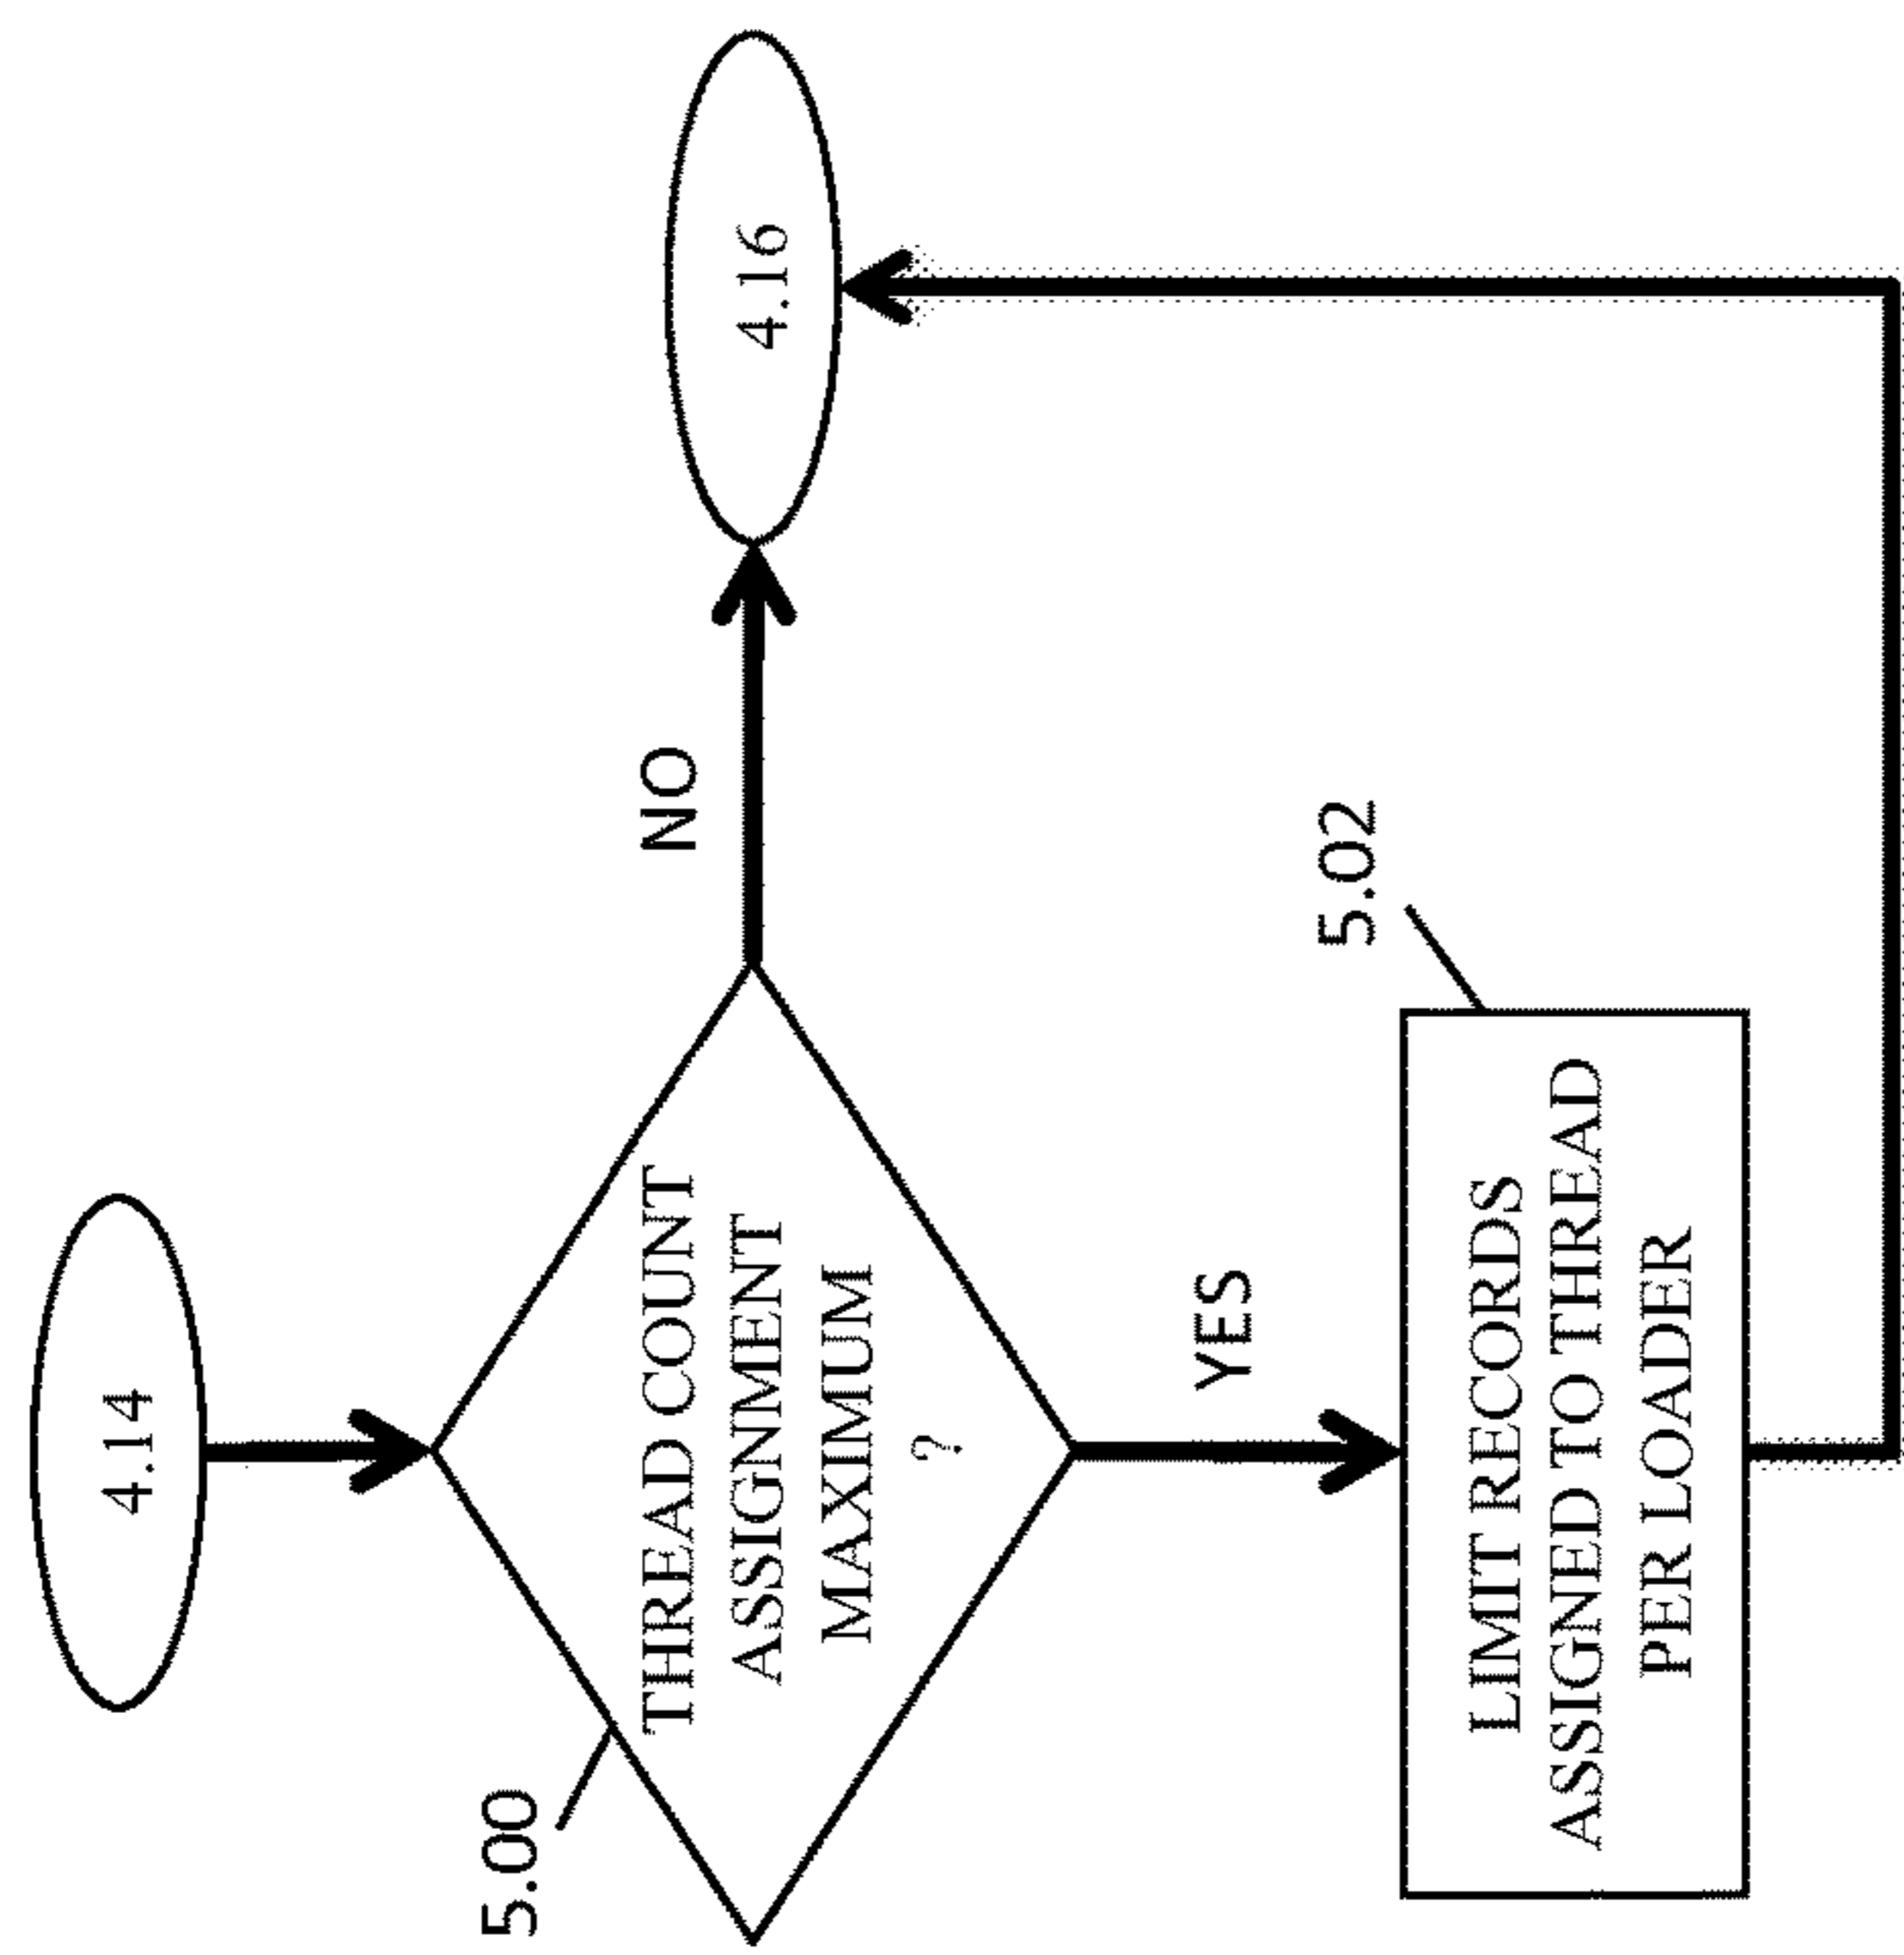 4.14
5.00
THREAD COUNT
ASSIGNMENT
MAXIMUM
?
NO
4.16
YES
5.02
LIMIT RECORDS
ASSIGNED TO THREAD
PER LOADER